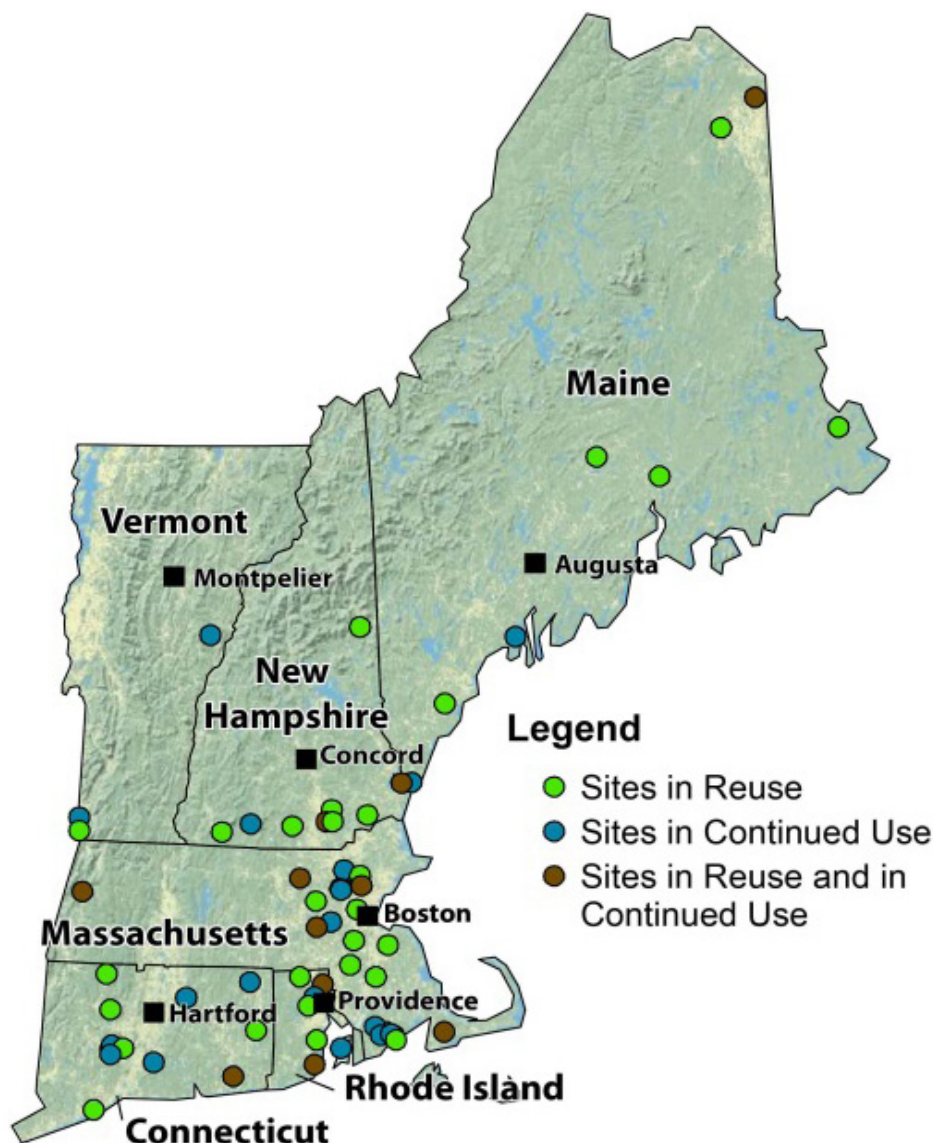 Maine
Vermont
Montpelier
Augusta
New
Hampshire
Concord
Legend
Sites in Reuse
Sites in Continued Use
Sites in Reuse and in
Continued Use
Boston
Massachusetts
Providence
Hartford
Rhode Island
Connecticut